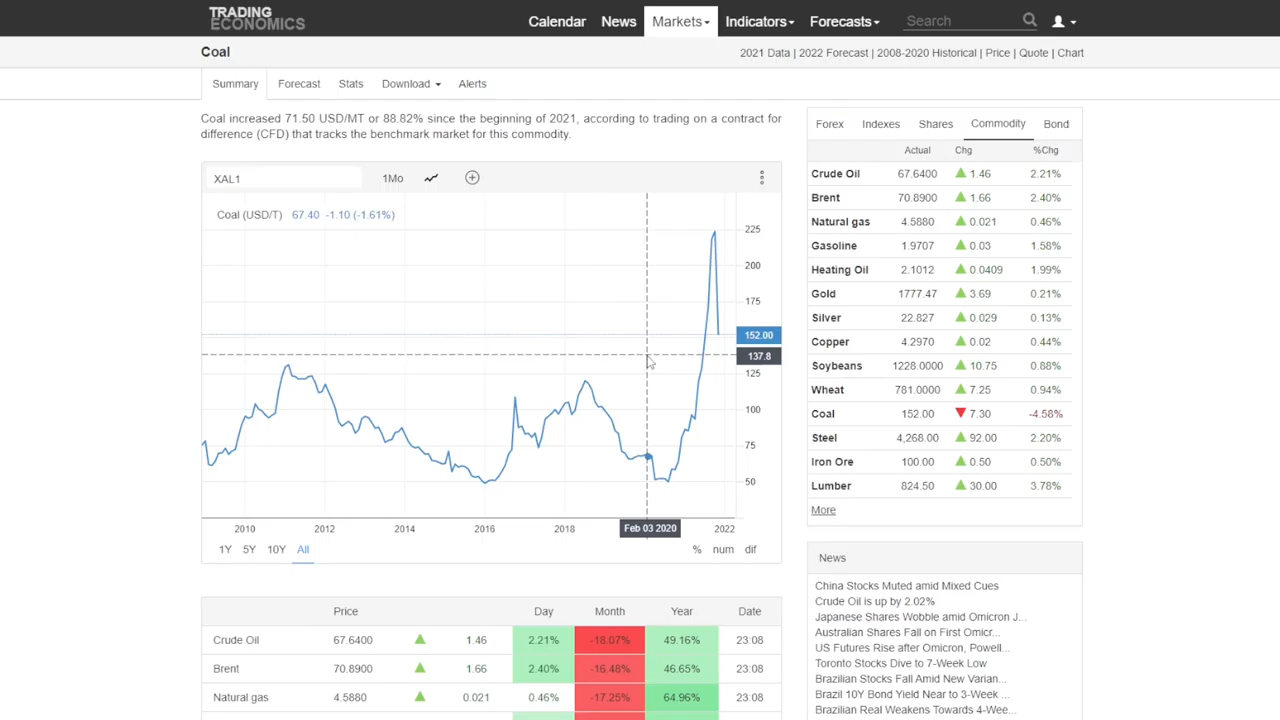 TRADING
ECONOMICS
Calendar News Markets Indicators Forecasts Search
Coal
2021 Data | 2022 Forecast | 2008-2020 Historical | Price | Quote | Chart
Summary Forecast Stats Download Alerts
Coal increased 71.50 USD/MT or 88.82% since the beginning of 2021, according to trading on a contract for
difference (CFD) that tracks the benchmark market for this commodity.
XAL1 1Mo
Coal (USD/T) 67.40 -1.10 (-1.61%)
225
200
175
152.00
137.8
125
100
75
50
2010 2012 2014 2016 2018 Feb 03 2020 2022
1Y 5Y 10Y All % num dif
Price Day Month Year Date
Crude Oil 67.6400 1.46 2.21% -18.07% 49.16% 23:08
Brent 70.8900 1.66 2.40% -16.48% 46.65% 23:08
Natural gas 4.5880 0.021 0.46% -17.25% 64.96% 23:08
Forex Indexes Shares Commodity Bond
Actual Chg %Chg
Crude Oil 67.6400 1.46 2.21%
Brent 70.8900 1.66 2.40%
Natural gas 4.5880 0.021 0.46%
Gasoline 1.9707 0.03 1.58%
Heating Oil 2.1012 0.0409 1.99%
Gold 1777.47 3.69 0.21%
Silver 22.827 0.029 0.13%
Copper 4.2970 0.02 0.44%
Soybeans 1228.0000 10.75 0.88%
Wheat 781.0000 7.25 0.94%
Coal 152.00 7.30 -4.58%
Steel 4,268.00 92.00 2.20%
Iron Ore 100.00 0.50 0.50%
Lumber 824.50 30.00 3.78%
More
News
China Stocks Muted amid Mixed Cues
Crude Oil is up by 2.02%
Japanese Shares Wobble amid Omicron J...
Australian Shares Fall on First Omicr...
US Futures Rise after Omicron, Powell...
Toronto Stocks Dive to 7-Week Low
Brazilian Stocks Fall Amid New Varian...
Brazil 10Y Bond Yield Near to 3-Week ...
Brazilian Real Weakens Towards 4-Wee...